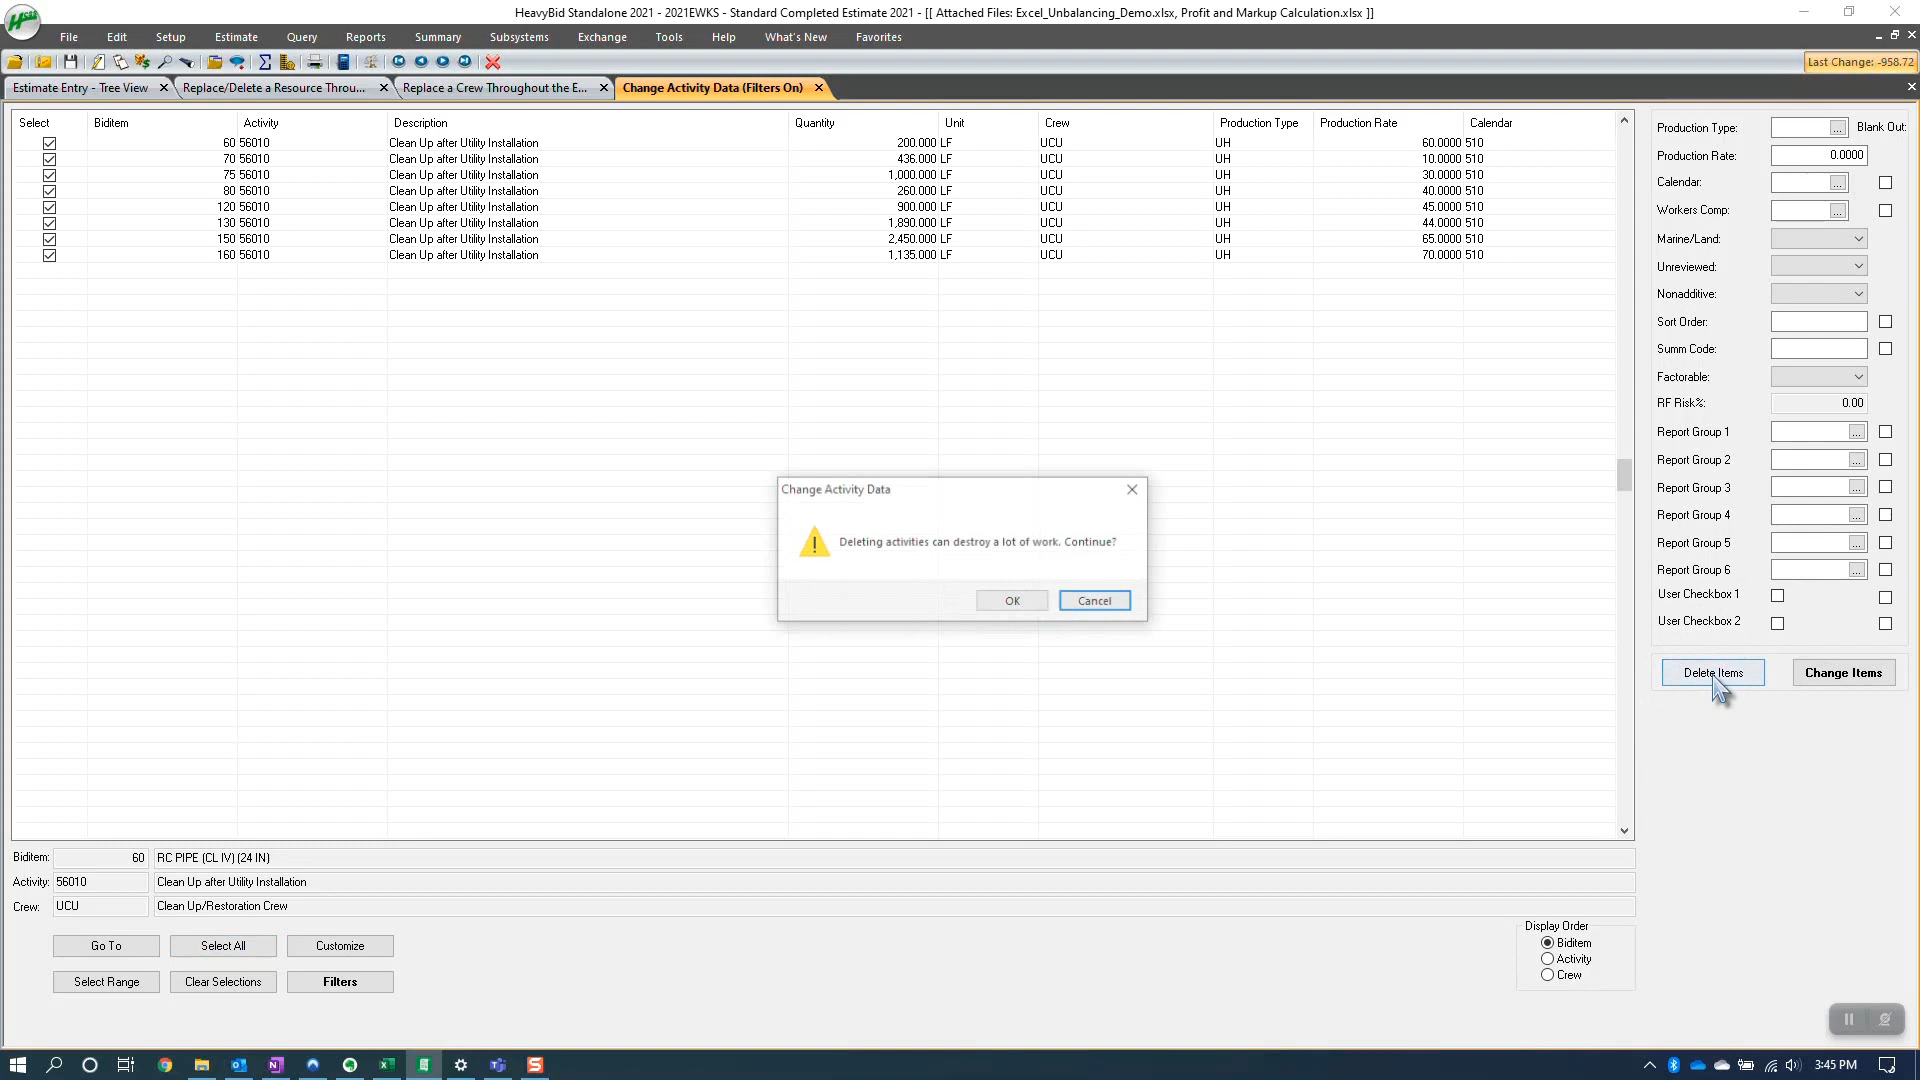 HeavyBid Standalone 2021 - 2021EWKS - Standard Completed Estimate 2021 - [[ Attached Files: Excel_Unbalancing_Demo.xlsx, Profit and Markup Calculation.xlsx ]]
File Edit Setup Estimate Query Reports Summary Subsystems Exchange Tools Help What's New Favorites
Last Change: -958.72
Estimate Entry - Tree View Replace/Delete a Resource Throu... Replace a Crew Throughout the E... Change Activity Data (Filters On)
Select Biditem Activity Description Quantity Unit Crew Production Type Production Rate Calendar
60 56010 Clean Up after Utility Installation 200.000 LF UCU UH 60.0000 510
70 56010 Clean Up after Utility Installation 436.000 LF UCU UH 10.0000 510
75 56010 Clean Up after Utility Installation 1,000.000 LF UCU UH 30.0000 510
80 56010 Clean Up after Utility Installation 260.000 LF UCU UH 40.0000 510
120 56010 Clean Up after Utility Installation 900.000 LF UCU UH 45.0000 510
130 56010 Clean Up after Utility Installation 1,890.000 LF UCU UH 44.0000 510
150 56010 Clean Up after Utility Installation 2,450.000 LF UCU UH 65.0000 510
160 56010 Clean Up after Utility Installation 1,135.000 LF UCU UH 70.0000 510
Production Type: ... Blank Out:
Production Rate: 0.0000
Calendar: ...
Workers Comp: ...
Marine/Land:
Unreviewed:
Nonadditive:
Sort Order:
Summ Code:
Factorable:
RF Risk%: 0.00
Report Group 1 ...
Report Group 2 ...
Report Group 3 ...
Report Group 4 ...
Report Group 5 ...
Report Group 6 ...
User Checkbox 1
User Checkbox 2
Delete Items Change Items
Change Activity Data
Deleting activities can destroy a lot of work. Continue?
OK Cancel
Biditem: 60 RC PIPE (CL IV) (24 IN)
Activity: 56010 Clean Up after Utility Installation
Crew: UCU Clean Up/Restoration Crew
Go To Select All Customize
Select Range Clear Selections Filters
Display Order
Biditem
Activity
Crew
3:45 PM